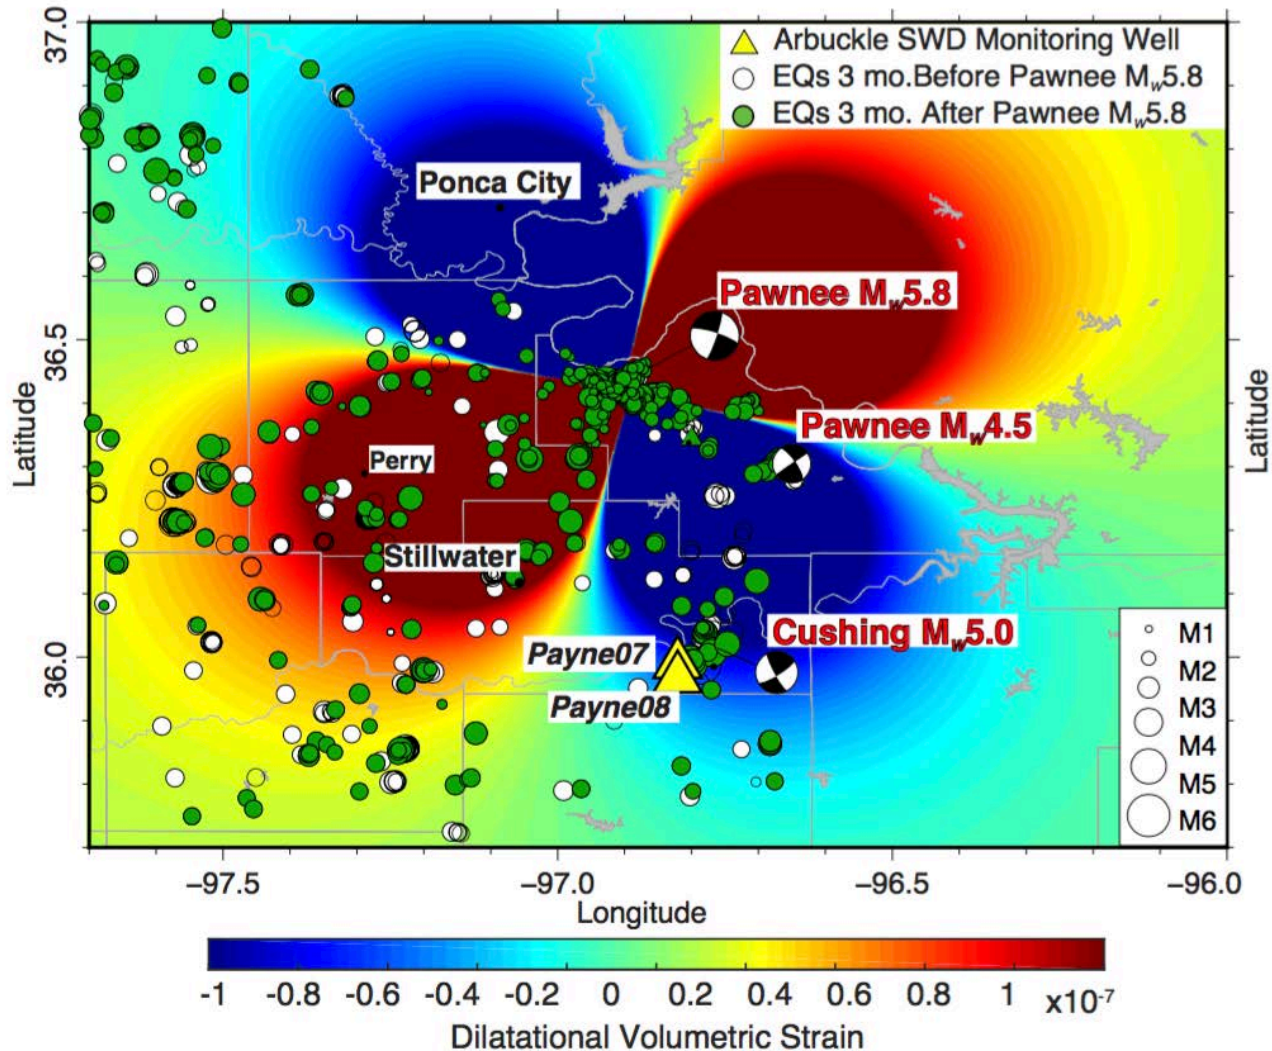 Arbuckle SWD Monitoring Well
EQs 3 mo.Before Pawnee Mw5.8
EQs 3 mo. After Pawnee Mw5.8
37.0
36.5
36.0
Latitude
Latitude
Ponca City
Pawnee Mw5.8
Pawnee Mw4.5
Perry
Stillwater
Cushing Mw5.0
Payne07
Payne08
M1
M2
M3
M4
M5
M6
−97.5 −97.0 −96.5 −96.0
Longitude
-1 -0.8 -0.6 -0.4 -0.2 0 0.2 0.4 0.6 0.8 1 x10-7
Dilatational Volumetric Strain